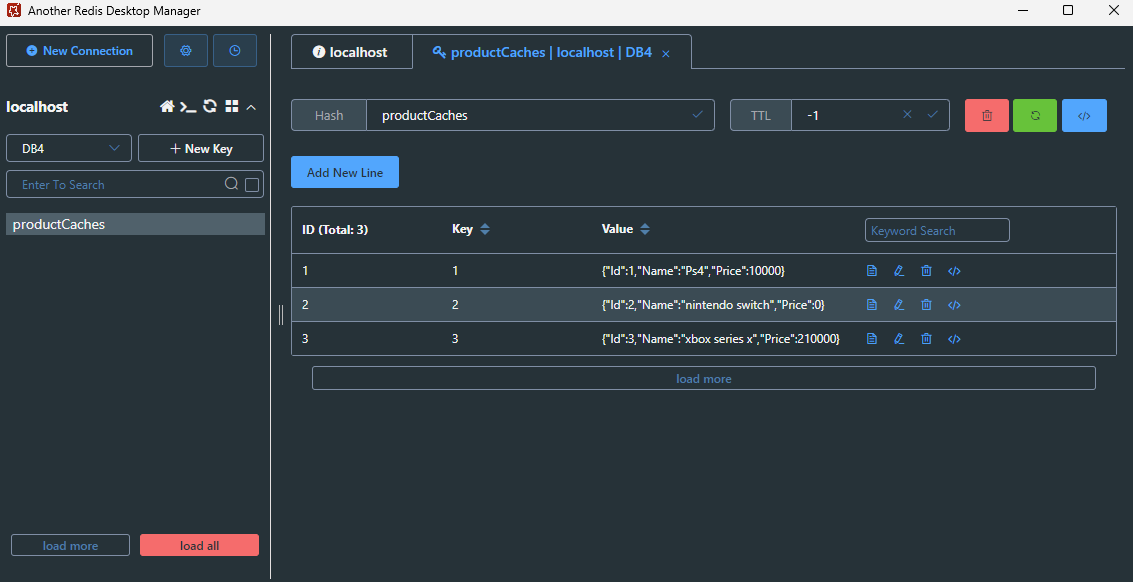 Another Redis Desktop Manager
New Connection
localhost
productCaches | localhost | DB4
localhost
Hash
productCaches
TTL
-1
DB4
New Key
Add New Line
Enter To Search
productCaches
ID (Total: 3) Key Value Keyword Search
1 1 {"Id":1,"Name":"Ps4","Price":10000}
2 2 {"Id":2,"Name":"nintendo switch","Price":0}
3 3 {"Id":3,"Name":"xbox series x","Price":210000}
load more
load more
load all